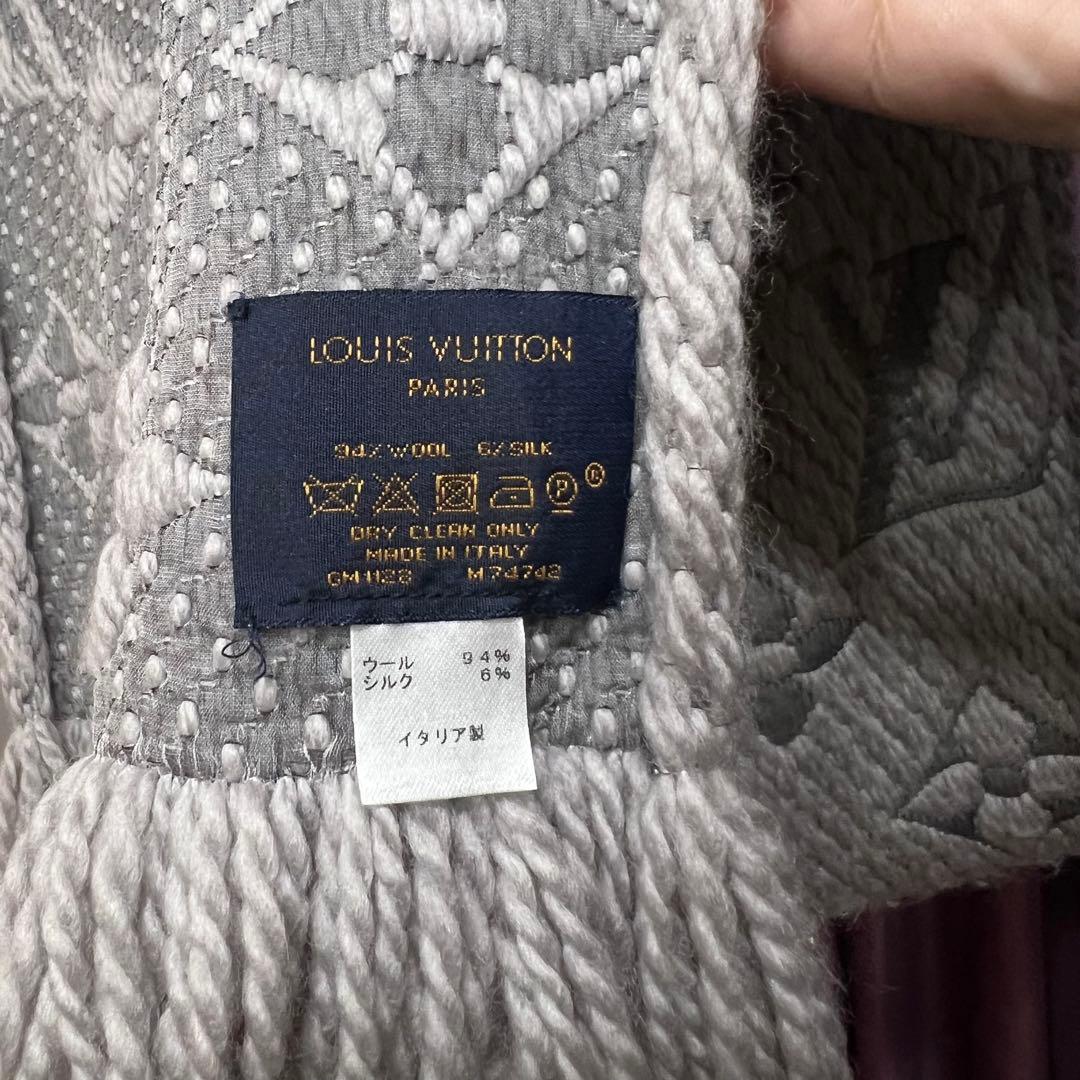 LOUIS VUITTON
PARIS
94% WOOL 6% SILK
P
R
DRY CLEAN ONLY
MADE IN ITALY
GM1122 M74742
ウール 94%
シルク 6%
イタリア製